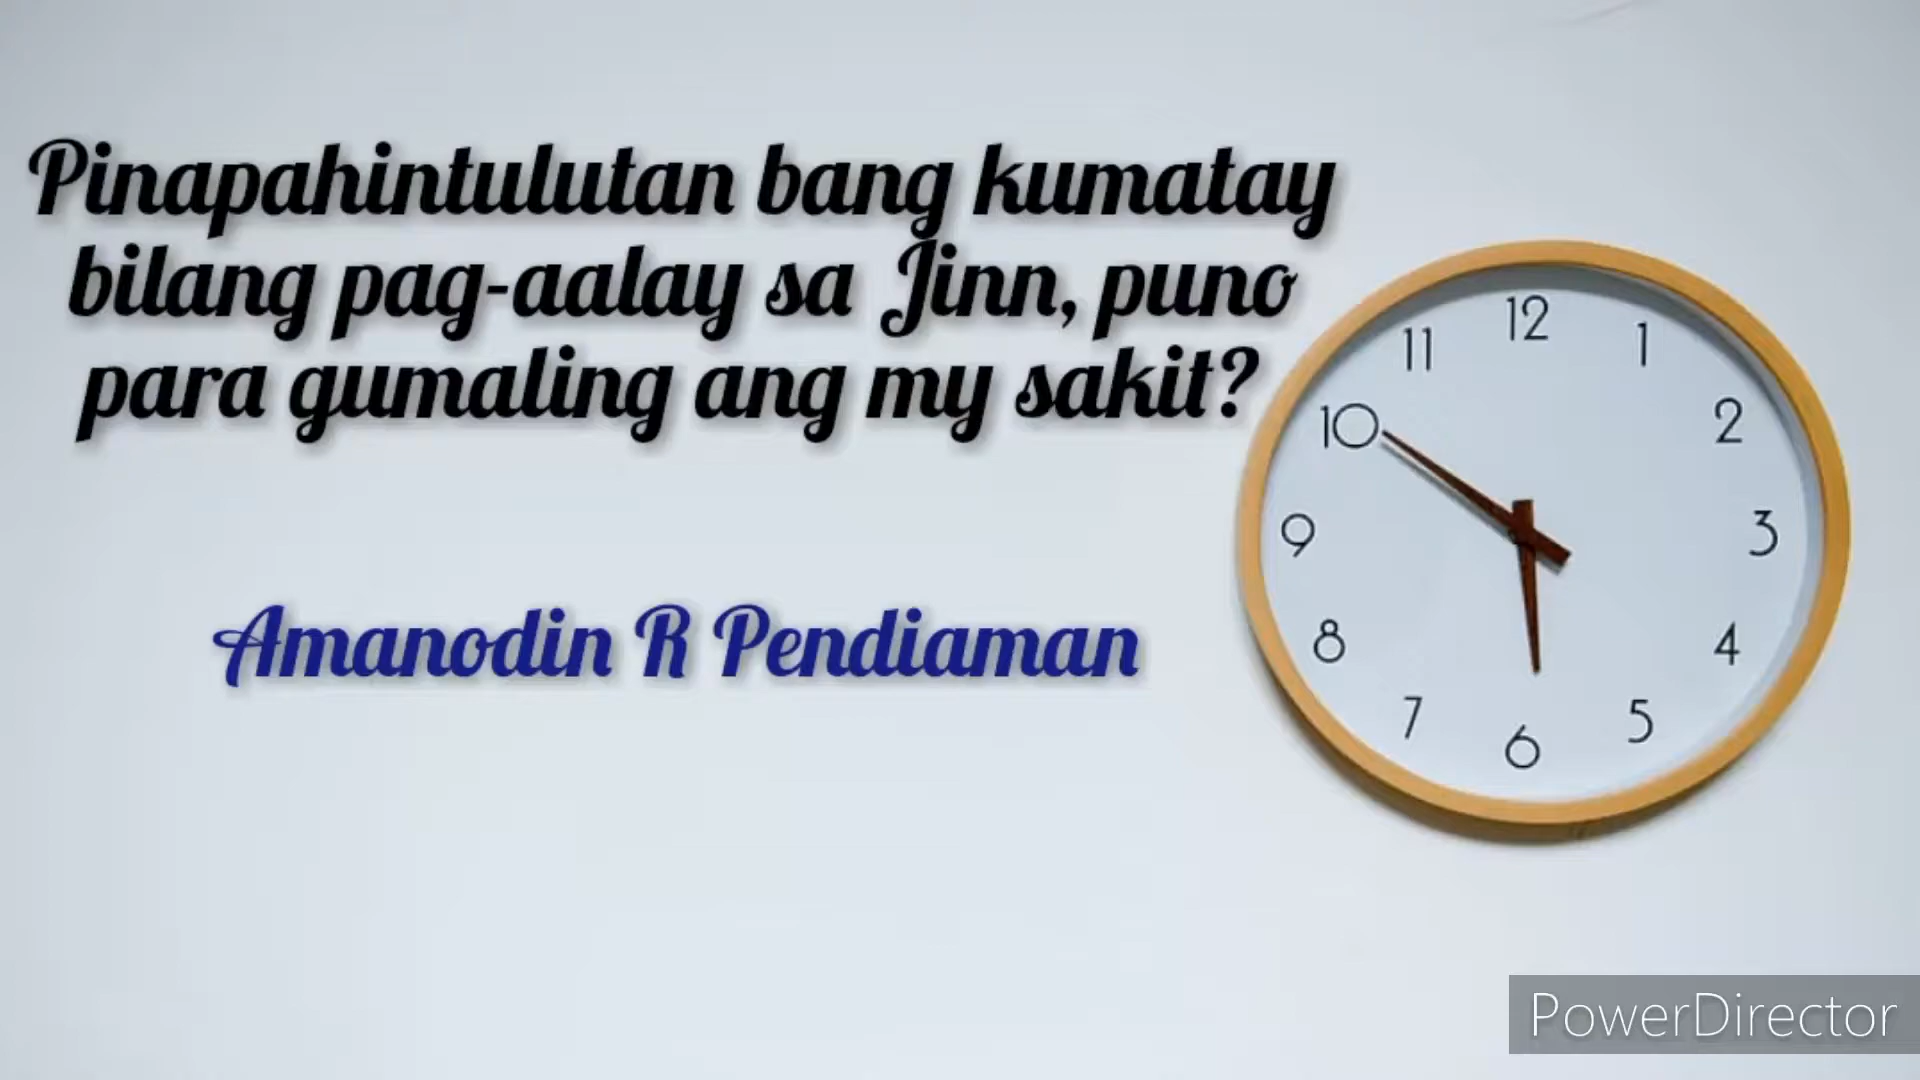 Pinapahintulutan bang kumatay
bilang pag-aalay sa Jinn, puno
para gumaling ang my sakit?
Amanodin R Pendiaman
12
11
1
10
2
9
3
8
4
7
5
6
PowerDirector